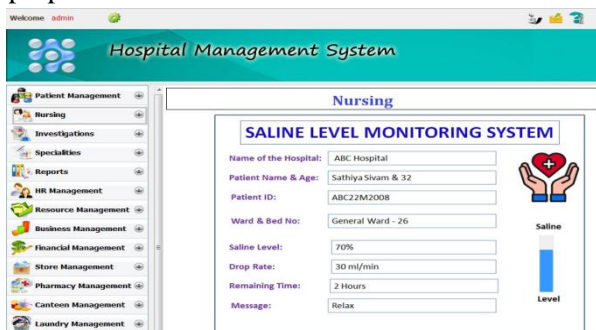 Welcome admin
Hospital Management System
Patient Management
Nursing
Investigations
Specialities
Reports
HR Management
Resource Management
Business Management
Financial Management
Store Management
Pharmacy Management
Canteen Management
Laundry Management
Nursing
SALINE LEVEL MONITORING SYSTEM
Name of the Hospital: ABC Hospital
Patient Name & Age: Sathiya Sivam & 32
Patient ID: ABC22M2008
Ward & Bed No: General Ward - 26
Saline Level: 70%
Drop Rate: 30 ml/min
Remaining Time: 2 Hours
Message: Relax
Saline
Level